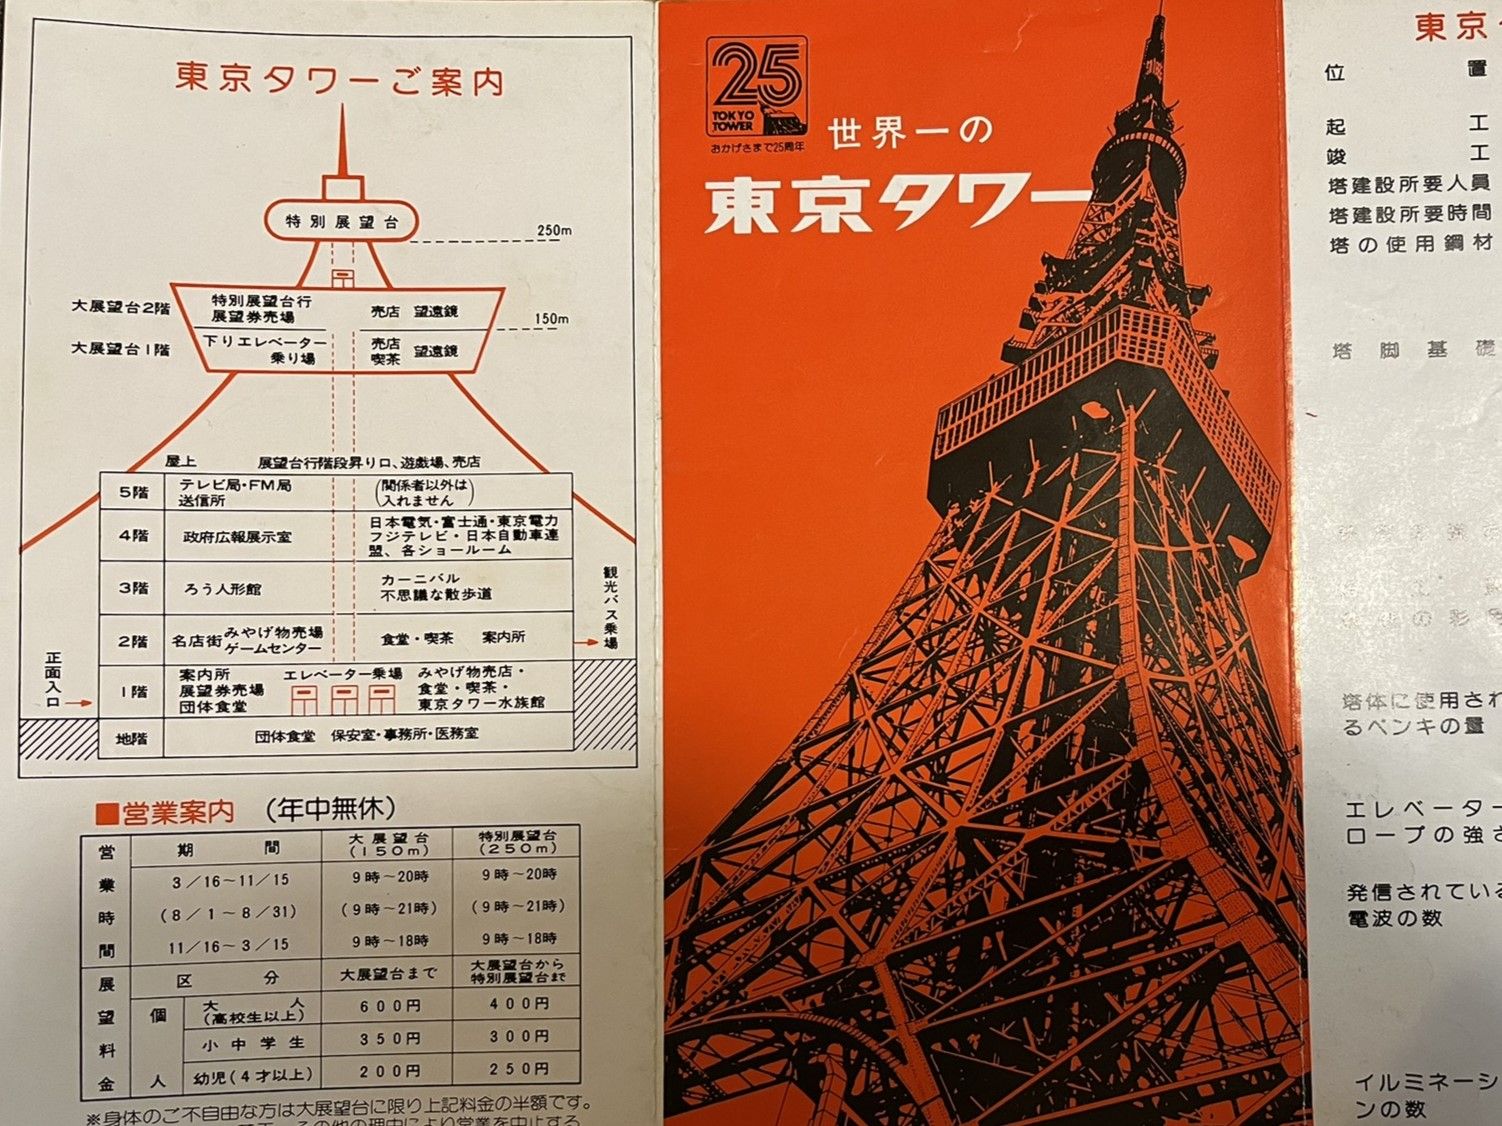 東京タワーご案内
特別展望台
250m
大展望台2階
特別展望台行
展望券売場
売店 望遠鏡
150m
大展望台1階
下りエレベーター
乗り場
売店
喫茶
望遠鏡
屋上 展望台行階段昇り口、遊戯場、売店
5階
テレビ局・FM局
送信所
(関係者以外は
入れません)
4階
政府広報展示室
日本電気・富士通・東京電力
フジテレビ・日本自動車連
盟、各ショールーム
3階
ろう人形館
カーニバル
不思議な散歩道
観光バス乗場
2階
名店街
みやげ物売場
ゲームセンター
食堂・喫茶 案内所
正面入口
1階
案内所
展望券売場
団体食堂
エレベーター乗場
みやげ物売店・
食堂・喫茶・
東京タワー水族館
地階
団体食堂 保安室・事務所・医務室
■営業案内 (年中無休)
営業時間
期間
大展望台
(150m)
特別展望台
(250m)
3/16~11/15 9時~20時 9時~20時
(8/1~8/31) (9時~21時) (9時~21時)
11/16~3/15 9時~18時 9時~18時
展望料金
区分
大展望台まで
大展望台から
特別展望台まで
個人
大人
(高校生以上)
600円 400円
小中学生 350円 300円
幼児(4才以上) 200円 250円
※身体のご不自由な方は大展望台に限り上記料金の半額です。
その他の理由により営業を中止する
25
TOKYO
TOWER
おかげさまで25周年
世界一の
東京タワー
東京
位置
起工
竣工
塔建設所要人員
塔建設所要時間
塔の使用鋼材
塔脚基礎
塔体に使用され
るペンキの量
エレベーター
ロープの強さ
発信されている
電波の数
イルミネーシ
ンの数